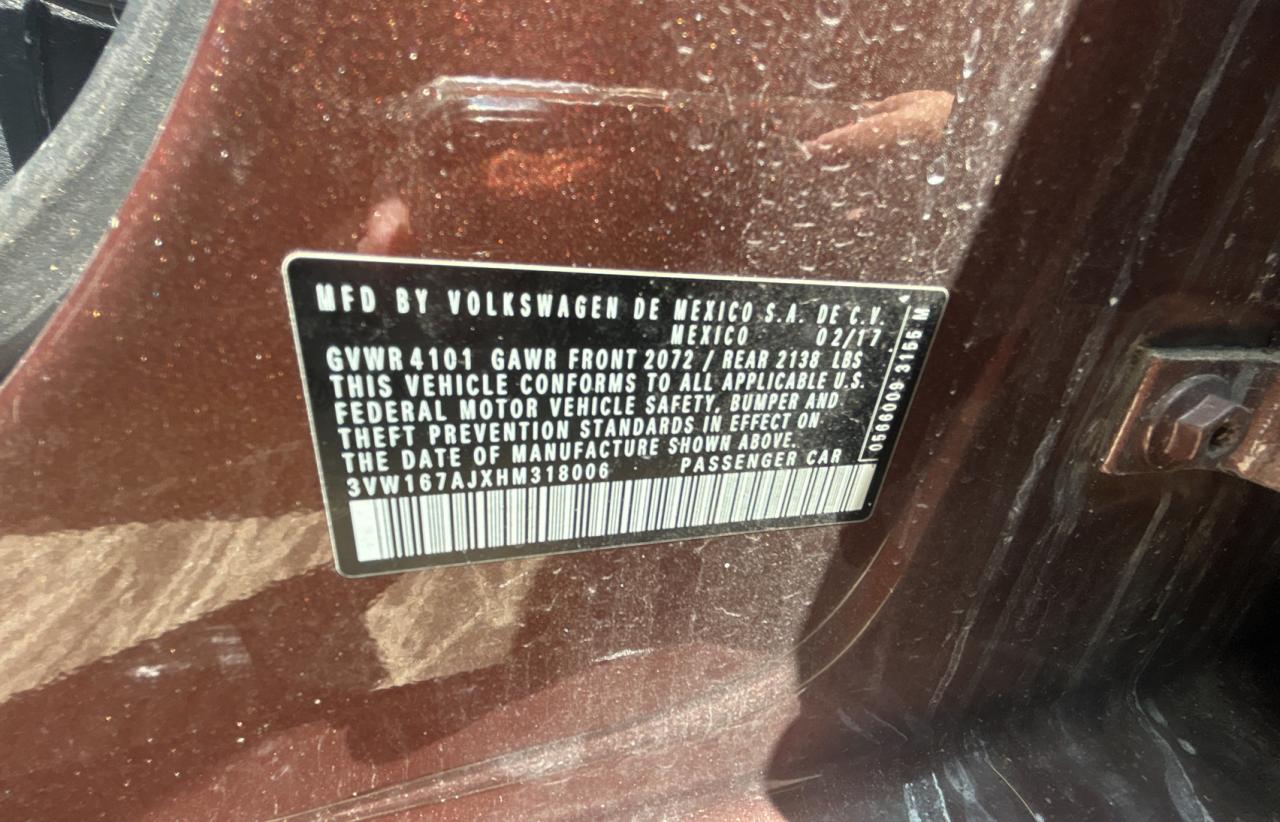 MFD BY VOLKSWAGEN DE MEXICO S.A. DE C.V.
MEXICO 02/17
GVWR 4101 GAWR FRONT 2072 / REAR 2138 LBS
THIS VEHICLE CONFORMS TO ALL APPLICABLE U.S.
FEDERAL MOTOR VEHICLE SAFETY, BUMPER AND
THEFT PREVENTION STANDARDS IN EFFECT ON
THE DATE OF MANUFACTURE SHOWN ABOVE.
3VW167AJXHM318006 PASSENGER CAR
0566009 3166 M